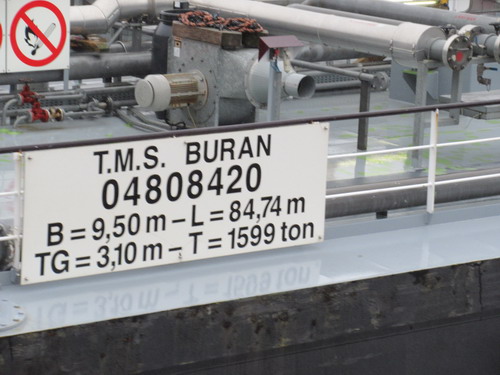 T.M.S. BURAN
04808420
B = 9,50 m – L = 84,74 m
TG = 3,10 m – T = 1599 ton